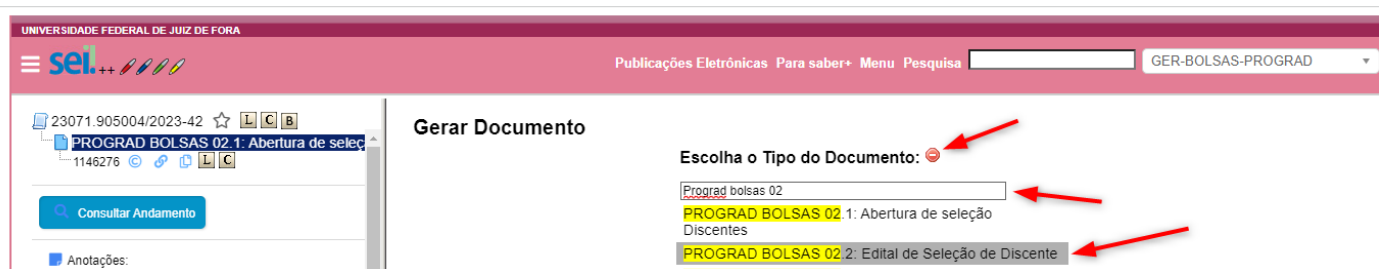 UNIVERSIDADE FEDERAL DE JUIZ DE FORA
sei. ++
Publicações Eletrônicas Para saber+ Menu Pesquisa
GER-BOLSAS-PROGRAD
23071.905004/2023-42 L C B
PROGRAD BOLSAS 02.1: Abertura de seleç
1146276 L C
Consultar Andamento
Anotações:
Gerar Documento
Escolha o Tipo do Documento:
Prograd bolsas 02
PROGRAD BOLSAS 02.1: Abertura de seleção
Discentes
PROGRAD BOLSAS 02.2: Edital de Seleção de Discente